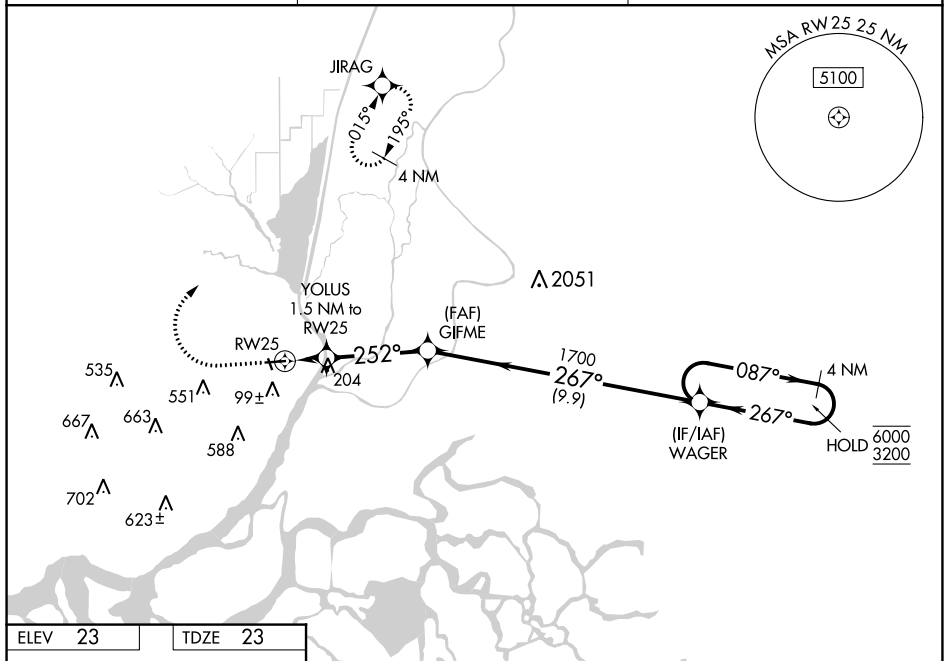 MSA RW25 25 NM
5100
JIRAG
015°
195°
4 NM
2051
YOLUS
1.5 NM to
RW25
(FAF)
GIFME
RW25
252°
204
1700
267°
(9.9)
087°
4 NM
267°
(IF/IAF)
WAGER
HOLD
6000
3200
535
551
99±
667
663
588
702
623±
ELEV 23
TDZE 23